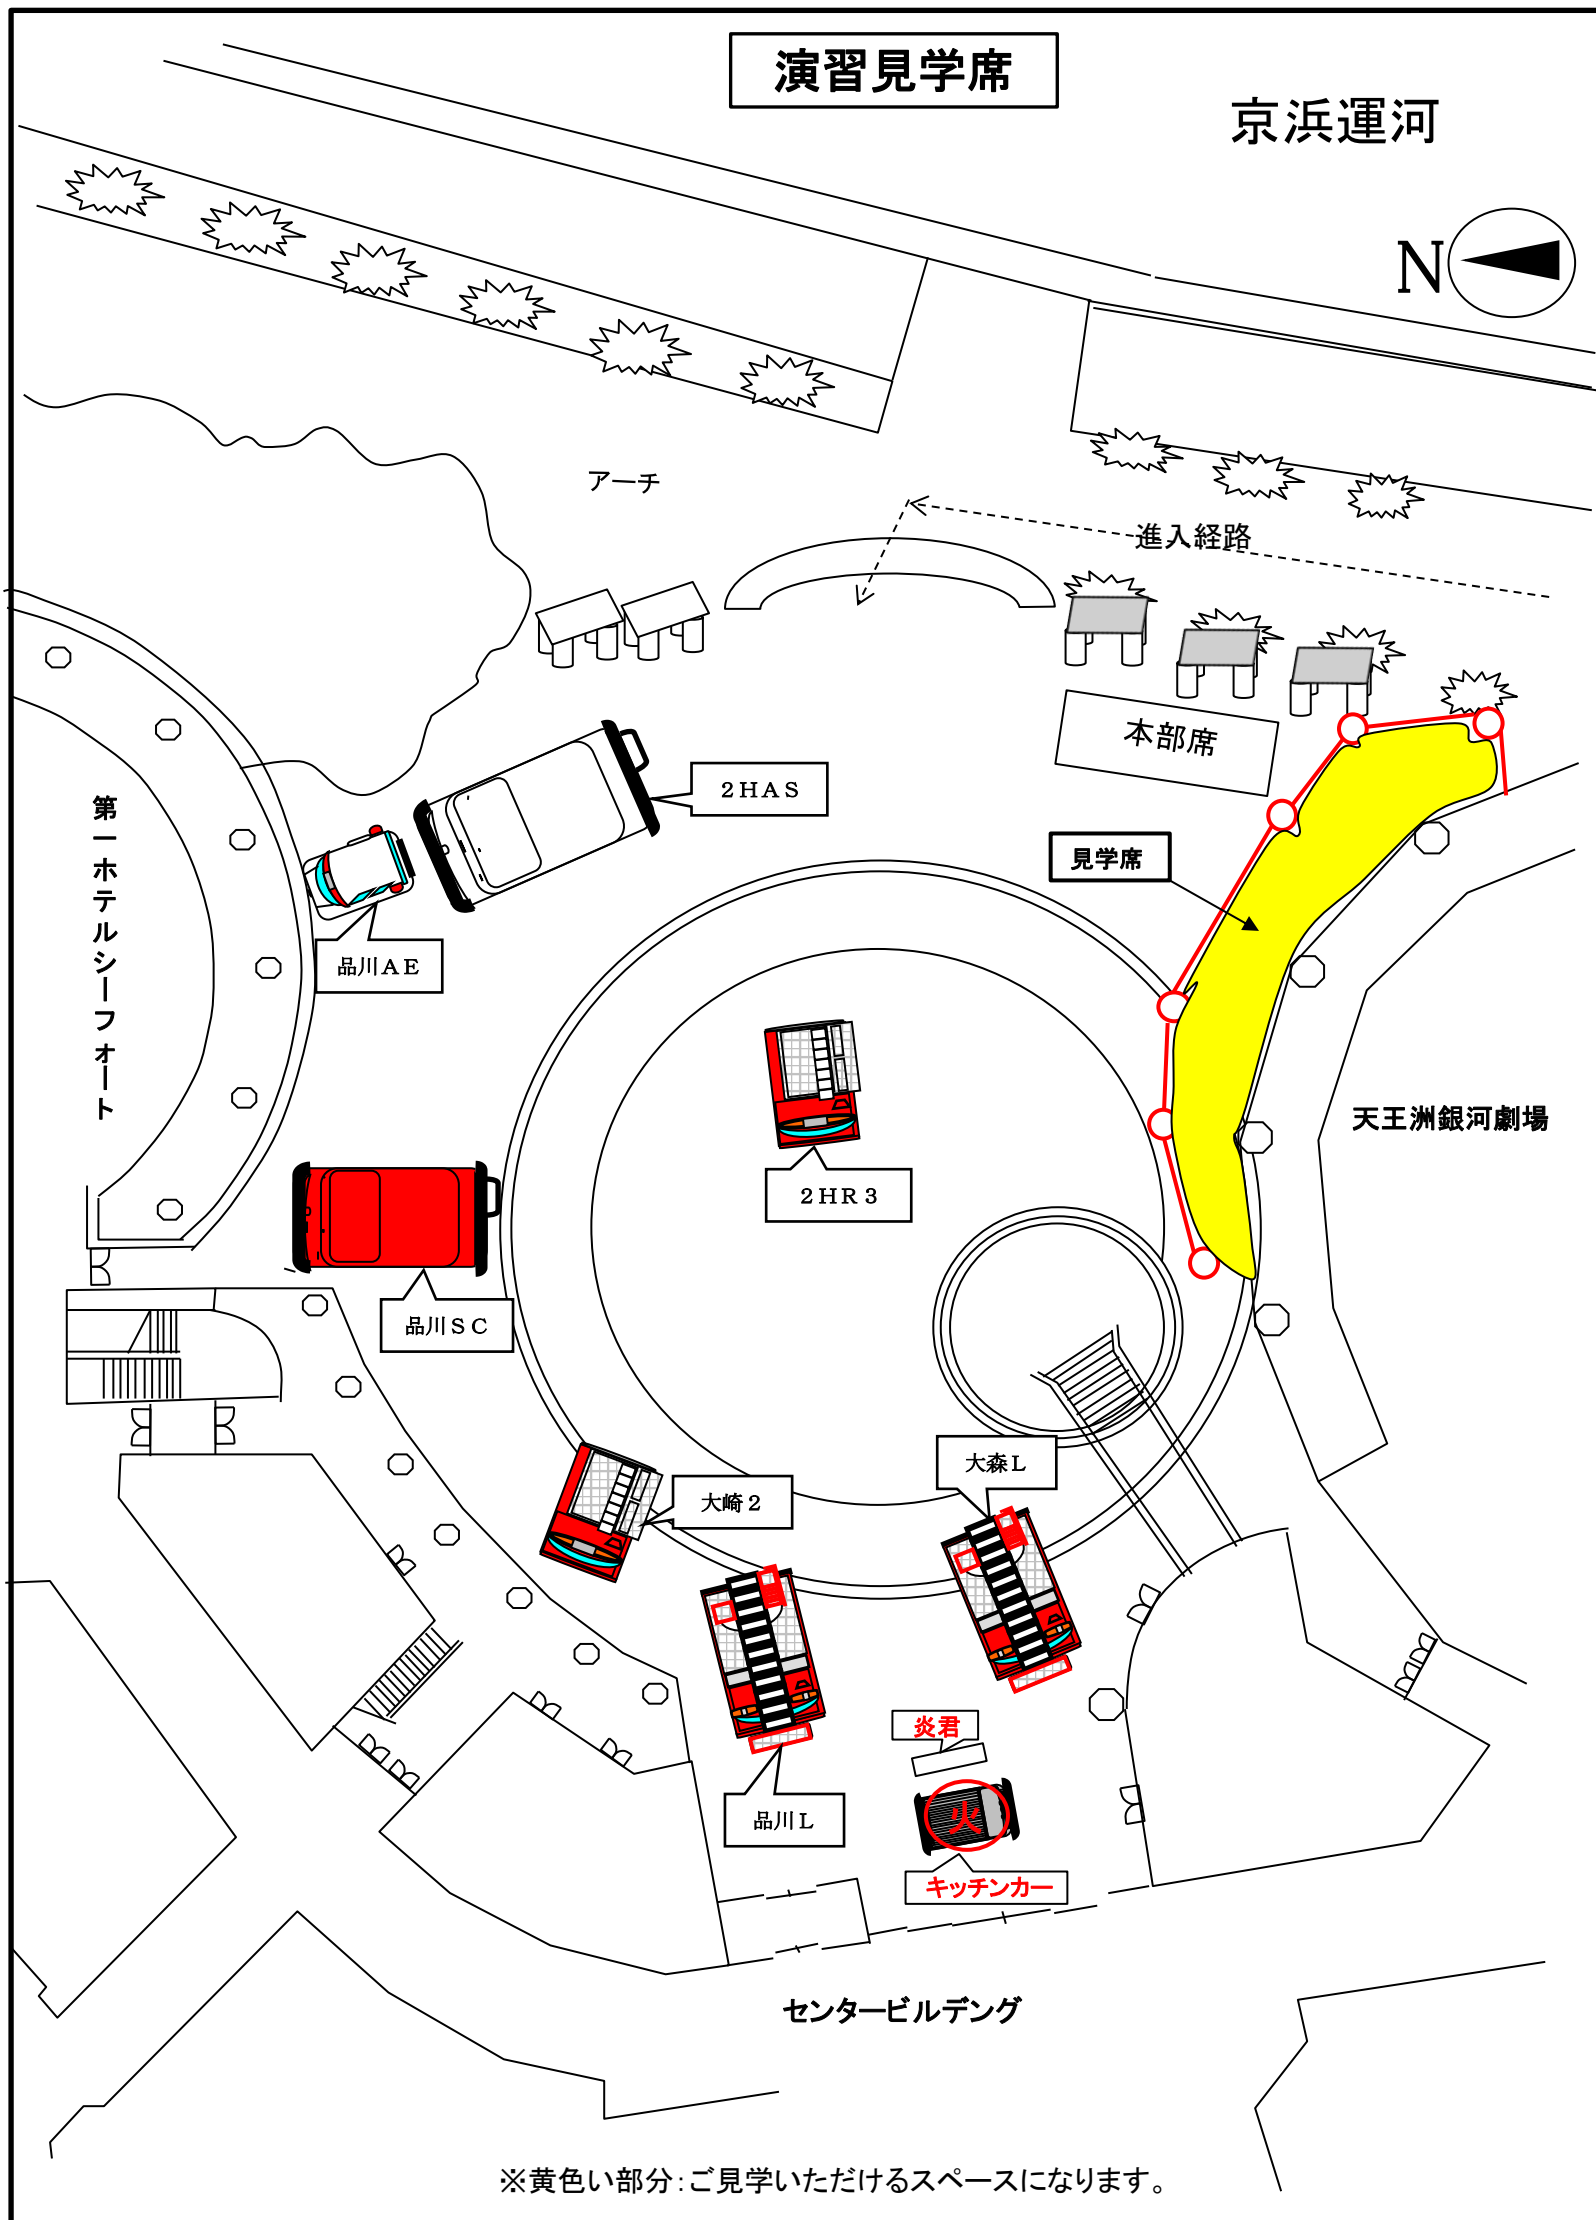 演習見学席
京浜運河
N
アーチ
進入経路
本部席
2HAS
見学席
第一ホテルシーフォート
品川AE
天王洲銀河劇場
2HR3
品川SC
大森L
大崎2
炎君
火
品川L
キッチンカー
センタービルデング
※黄色い部分:ご見学いただけるスペースになります。